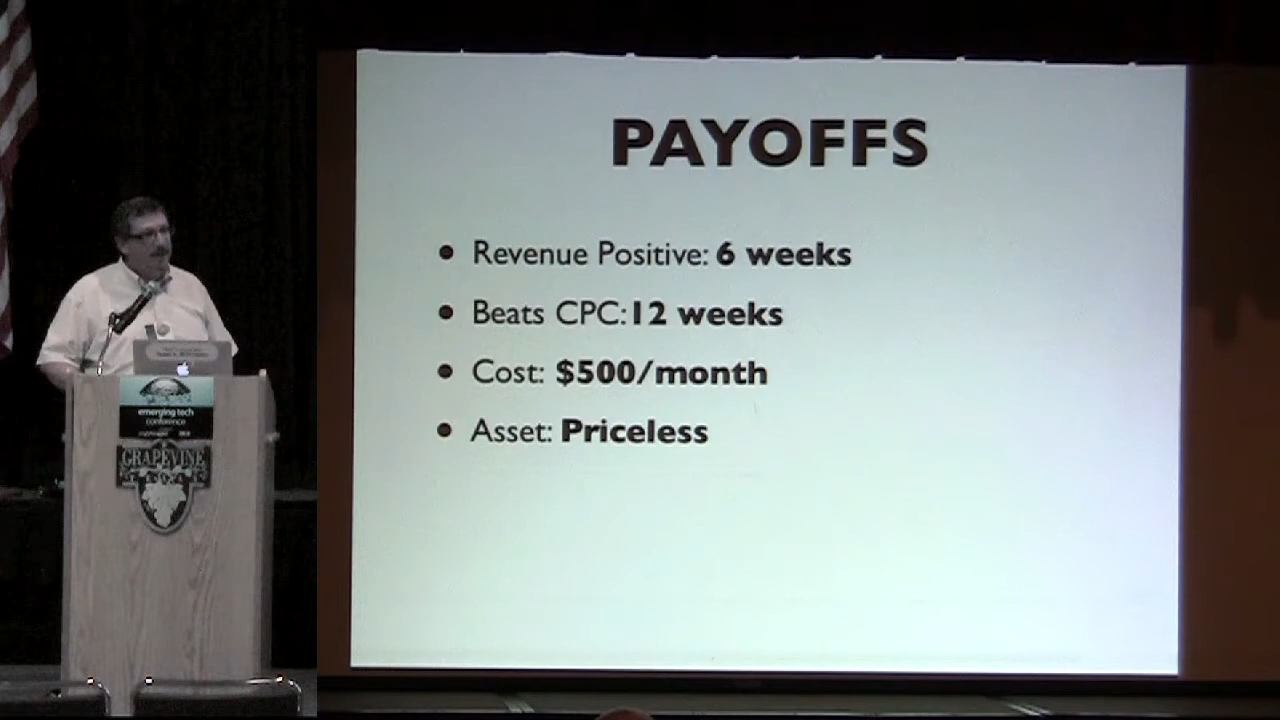 PAYOFFS
• Revenue Positive: 6 weeks
• Beats CPC:12 weeks
• Cost: $500/month
• Asset: Priceless
emerging tech
conference
GRAPEVINE